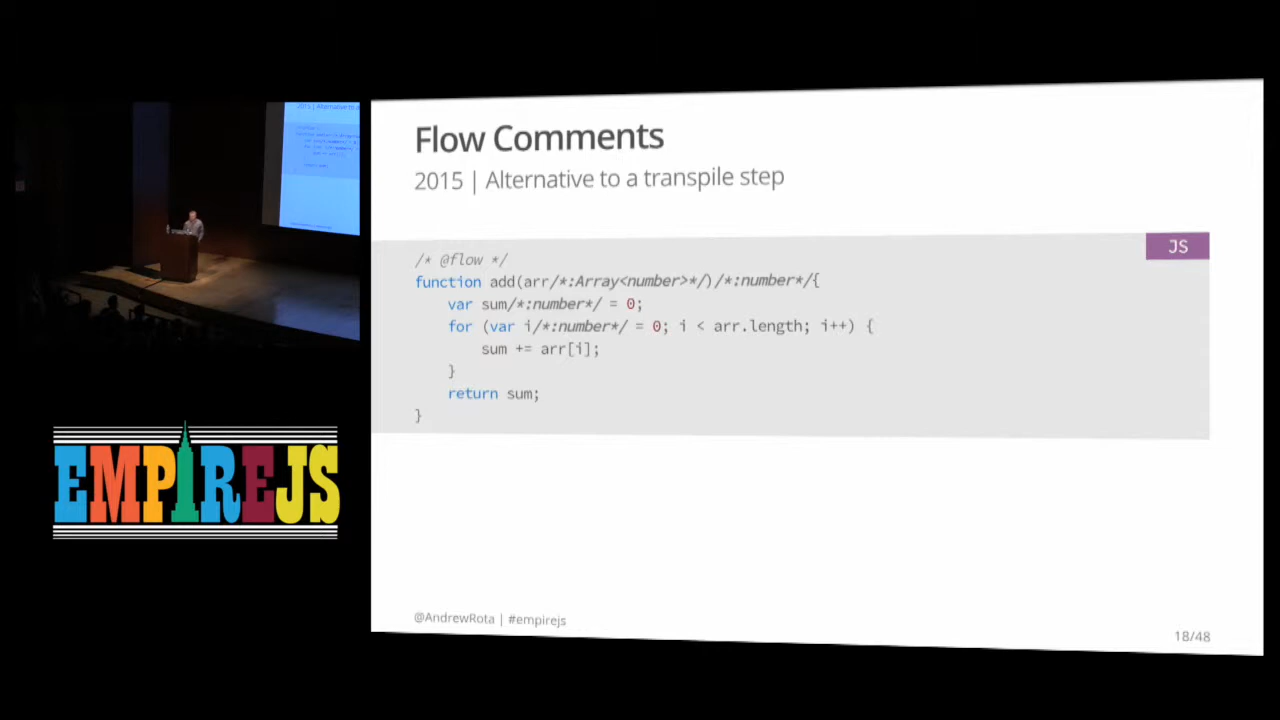 Flow Comments
2015 | Alternative to a transpile step
JS
/* @flow */
function add(arr/*:Array<number>*/)/*:number*/{
    var sum/*:number*/ = 0;
    for (var i/*:number*/ = 0; i < arr.length; i++) {
        sum += arr[i];
    }
    return sum;
}
EMPIREJS
@AndrewRota | #empirejs
18/48